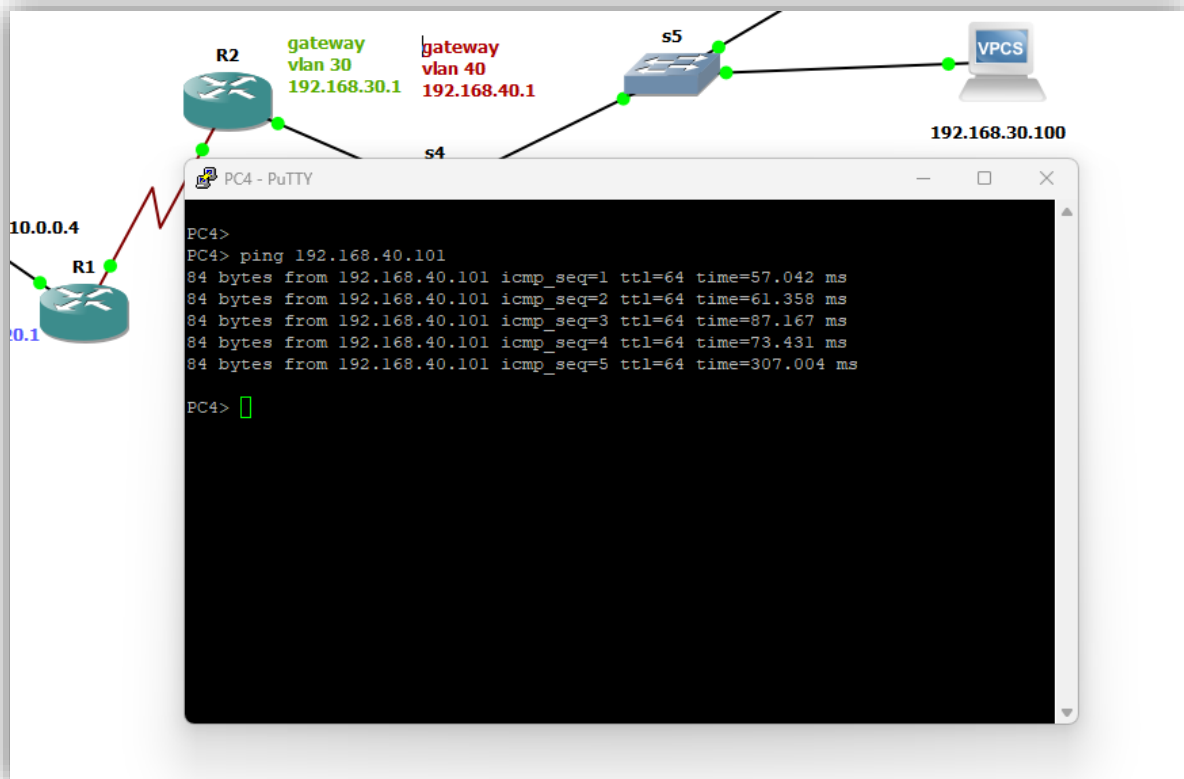 R2
gateway
vlan 30
192.168.30.1
gateway
vlan 40
192.168.40.1
s5
VPCS
192.168.30.100
s4
10.0.0.4
R1
20.1
PC4 - PuTTY
PC4>
PC4> ping 192.168.40.101
84 bytes from 192.168.40.101 icmp_seq=1 ttl=64 time=57.042 ms
84 bytes from 192.168.40.101 icmp_seq=2 ttl=64 time=61.358 ms
84 bytes from 192.168.40.101 icmp_seq=3 ttl=64 time=87.167 ms
84 bytes from 192.168.40.101 icmp_seq=4 ttl=64 time=73.431 ms
84 bytes from 192.168.40.101 icmp_seq=5 ttl=64 time=307.004 ms
PC4>